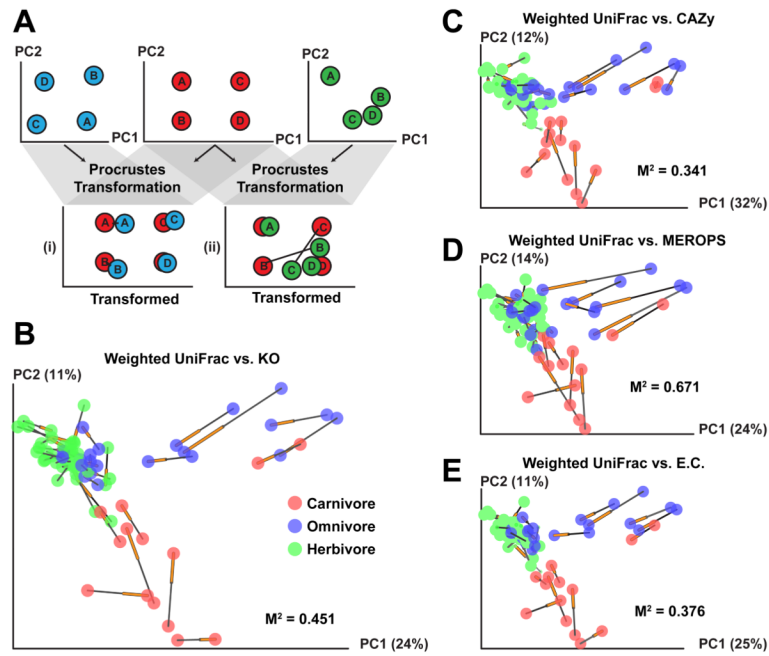 A
PC2
PC2
PC2
D
B
C
A
A
C
B
D
A
B
C
D
PC1
PC1
PC1
Procrustes
Transformation
Procrustes
Transformation
(i)
A
A
C
C
B
B
D
(ii)
A
C
B
B
C
D
D
Transformed
Transformed
B
Weighted UniFrac vs. KO
PC2 (11%)
Carnivore
Omnivore
Herbivore
M² = 0.451
PC1 (24%)
C
Weighted UniFrac vs. CAZy
PC2 (12%)
M² = 0.341
PC1 (32%)
D
Weighted UniFrac vs. MEROPS
PC2 (14%)
M² = 0.671
PC1 (24%)
E
Weighted UniFrac vs. E.C.
PC2 (11%)
M² = 0.376
PC1 (25%)